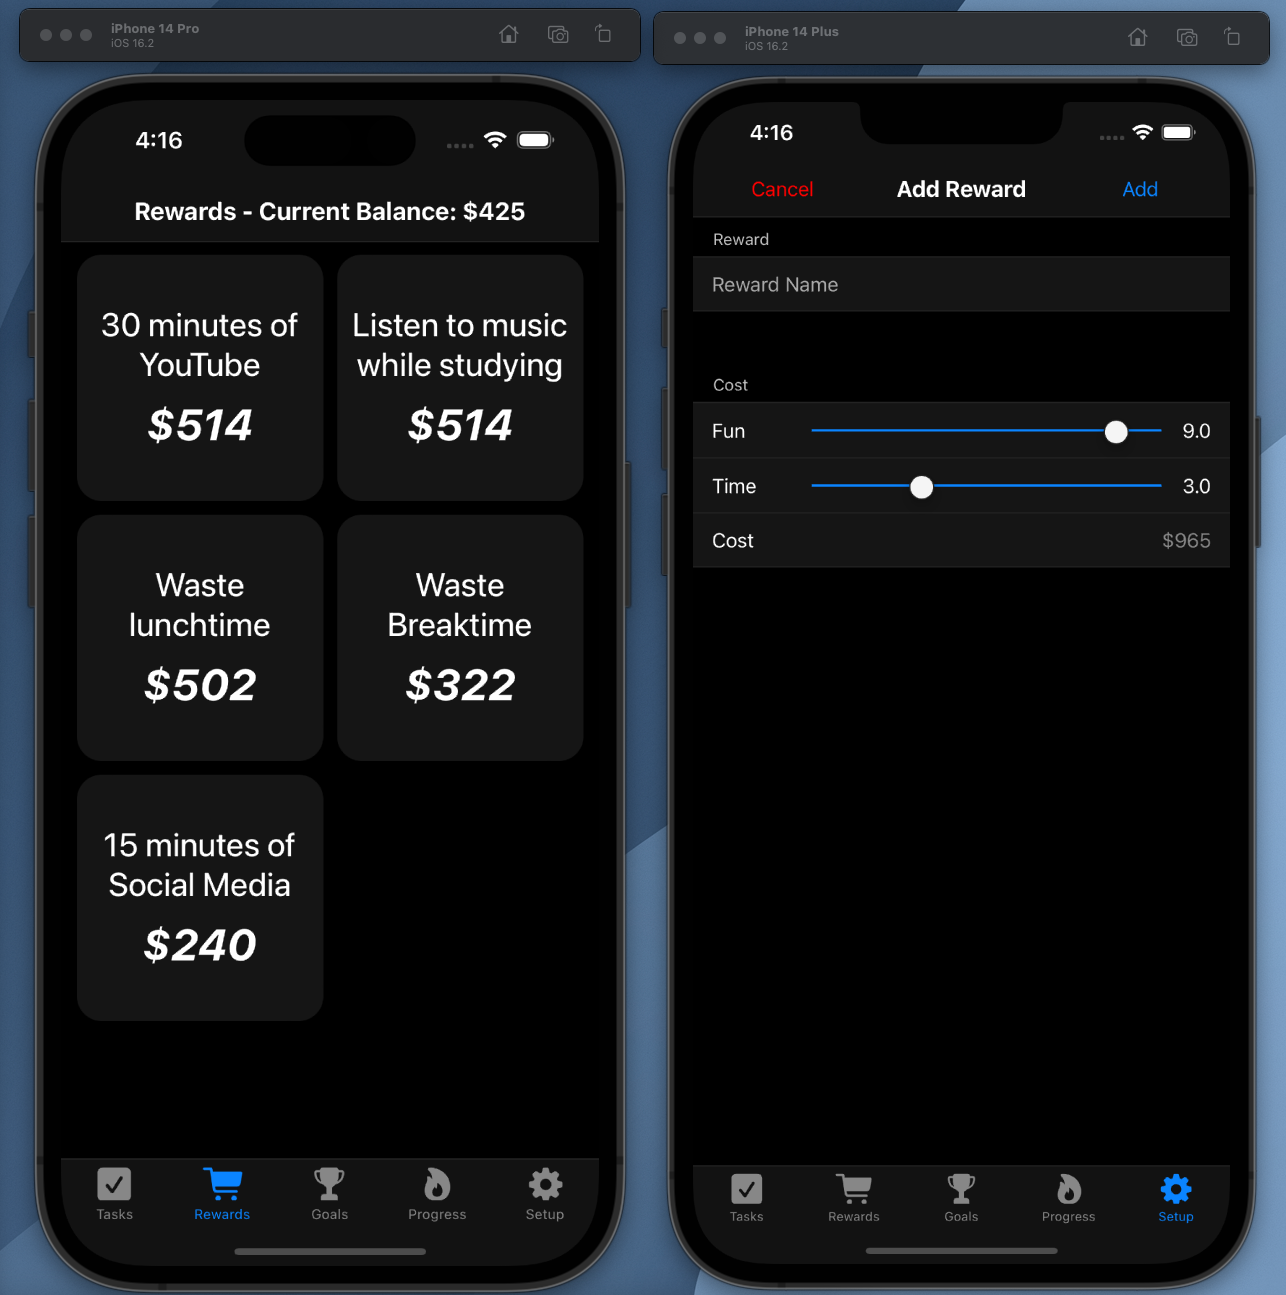 iPhone 14 Pro
iOS 16.2
4:16
Rewards - Current Balance: $425
30 minutes of
YouTube
$514
Listen to music
while studying
$514
Waste
lunchtime
$502
Waste
Breaktime
$322
15 minutes of
Social Media
$240
Tasks
Rewards
Goals
Progress
Setup
iPhone 14 Plus
iOS 16.2
4:16
Cancel
Add Reward
Add
Reward
Reward Name
Cost
Fun
9.0
Time
3.0
Cost
$965
Tasks
Rewards
Goals
Progress
Setup